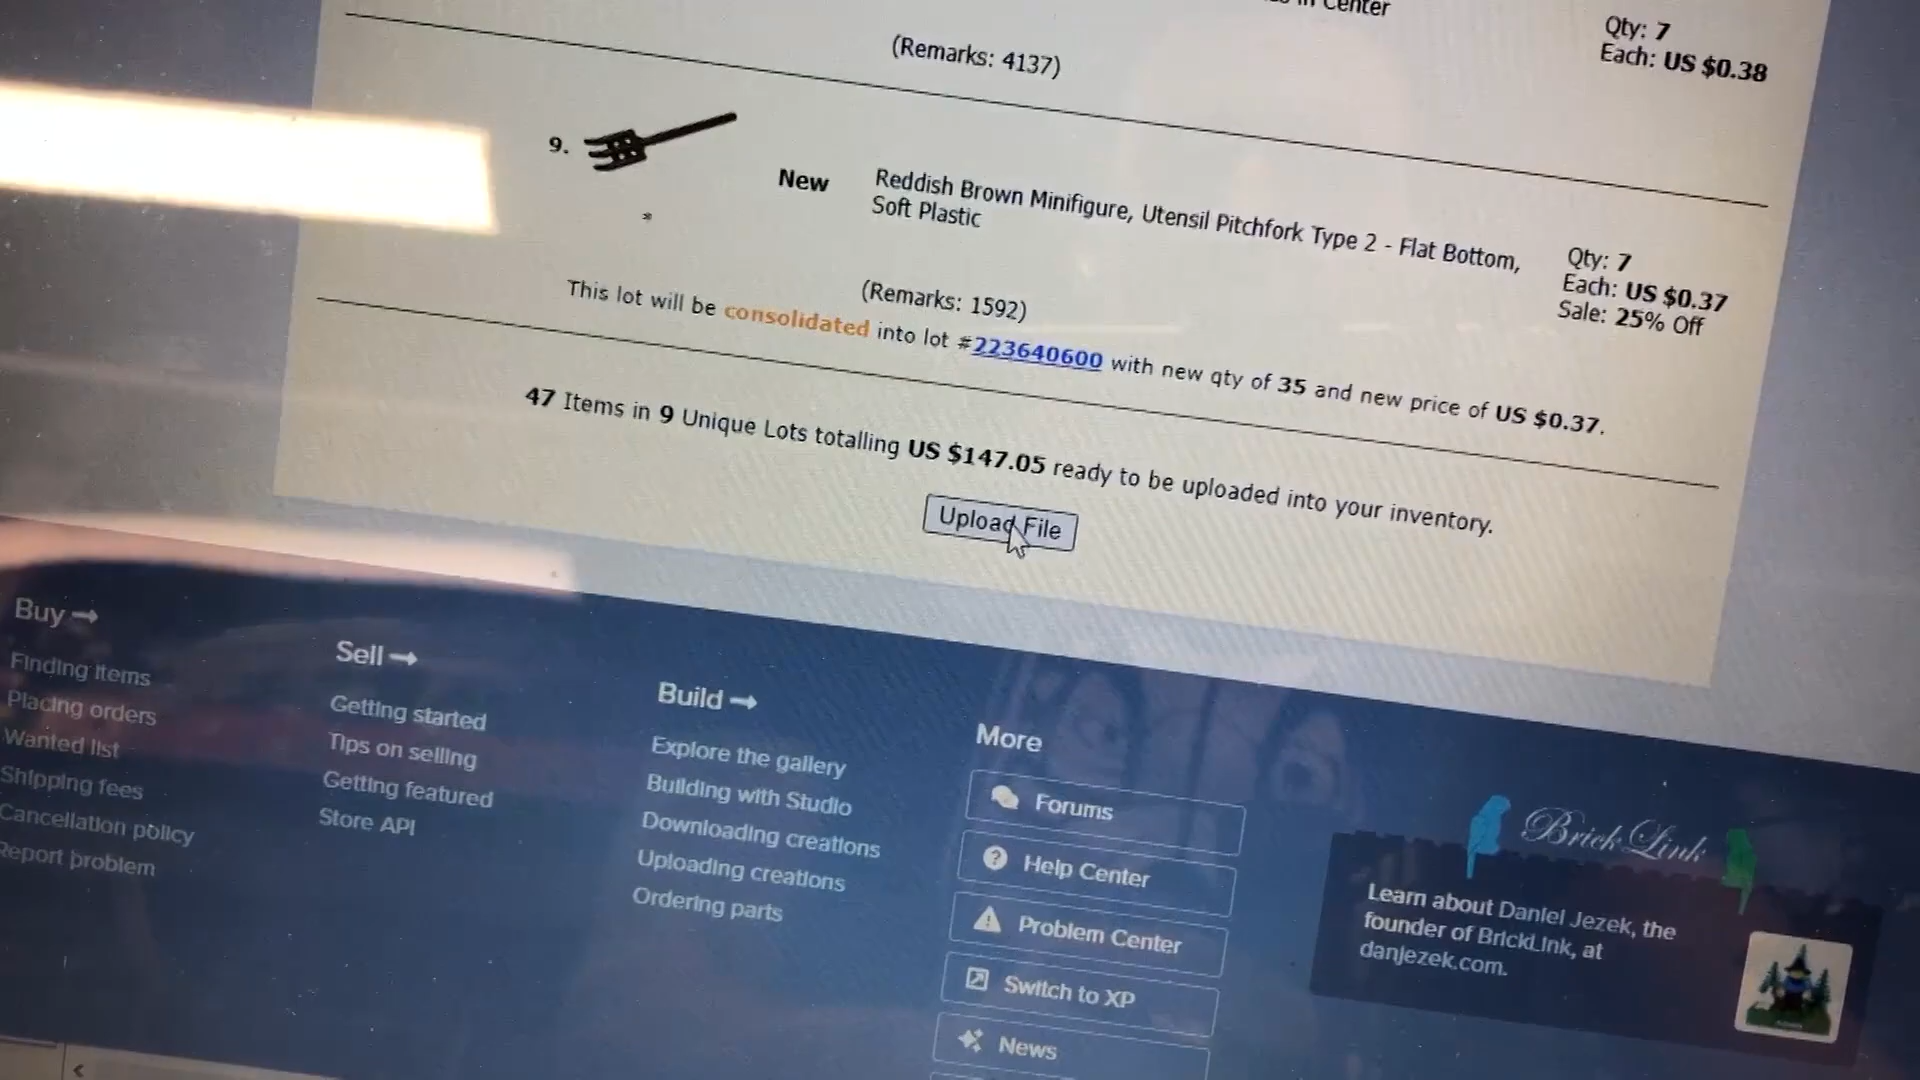 in Center
Qty: 7
Each: US $0.38
(Remarks: 4137)
9.
New
Reddish Brown Minifigure, Utensil Pitchfork Type 2 - Flat Bottom,
Soft Plastic
*
Qty: 7
Each: US $0.37
Sale: 25% Off
(Remarks: 1592)
This lot will be consolidated into lot #223640600 with new qty of 35 and new price of US $0.37.
47 Items in 9 Unique Lots totalling US $147.05 ready to be uploaded into your inventory.
Upload File
Buy →
Finding items
Placing orders
Wanted list
Shipping fees
Cancellation policy
Report problem
Sell →
Getting started
Tips on selling
Getting featured
Store API
Build →
Explore the gallery
Building with Studio
Downloading creations
Uploading creations
Ordering parts
More
Forums
Help Center
Problem Center
Switch to XP
News
BrickLink
Learn about Daniel Jezek, the
founder of BrickLink, at
danjezek.com.